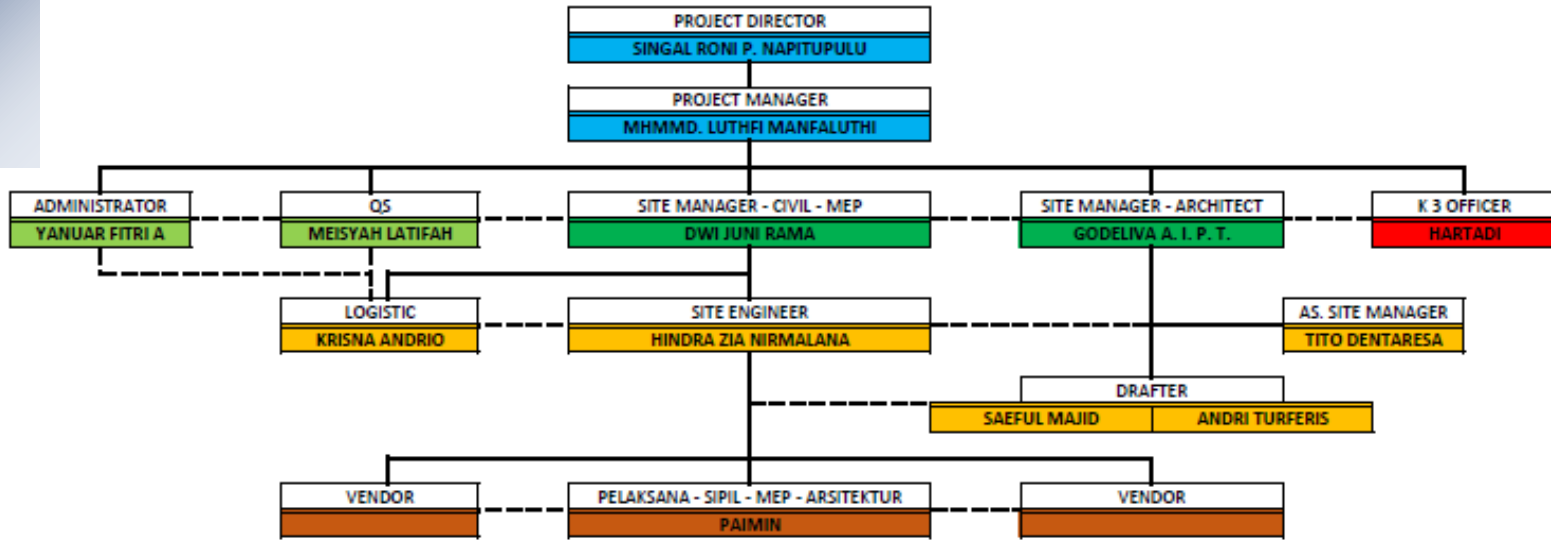 PROJECT DIRECTOR
SINGAL RONI P. NAPITUPULU
PROJECT MANAGER
MHMMD. LUTHFI MANFALUTHI
ADMINISTRATOR
YANUAR FITRI A
QS
MEISYAH LATIFAH
SITE MANAGER - CIVIL - MEP
DWI JUNI RAMA
SITE MANAGER - ARCHITECT
GODELIVA A. I. P. T.
K 3 OFFICER
HARTADI
LOGISTIC
KRISNA ANDRIO
SITE ENGINEER
HINDRA ZIA NIRMALANA
AS. SITE MANAGER
TITO DENTARESA
DRAFTER
SAEFUL MAJID
ANDRI TURFERIS
VENDOR
PELAKSANA - SIPIL - MEP - ARSITEKTUR
PAIMIN
VENDOR